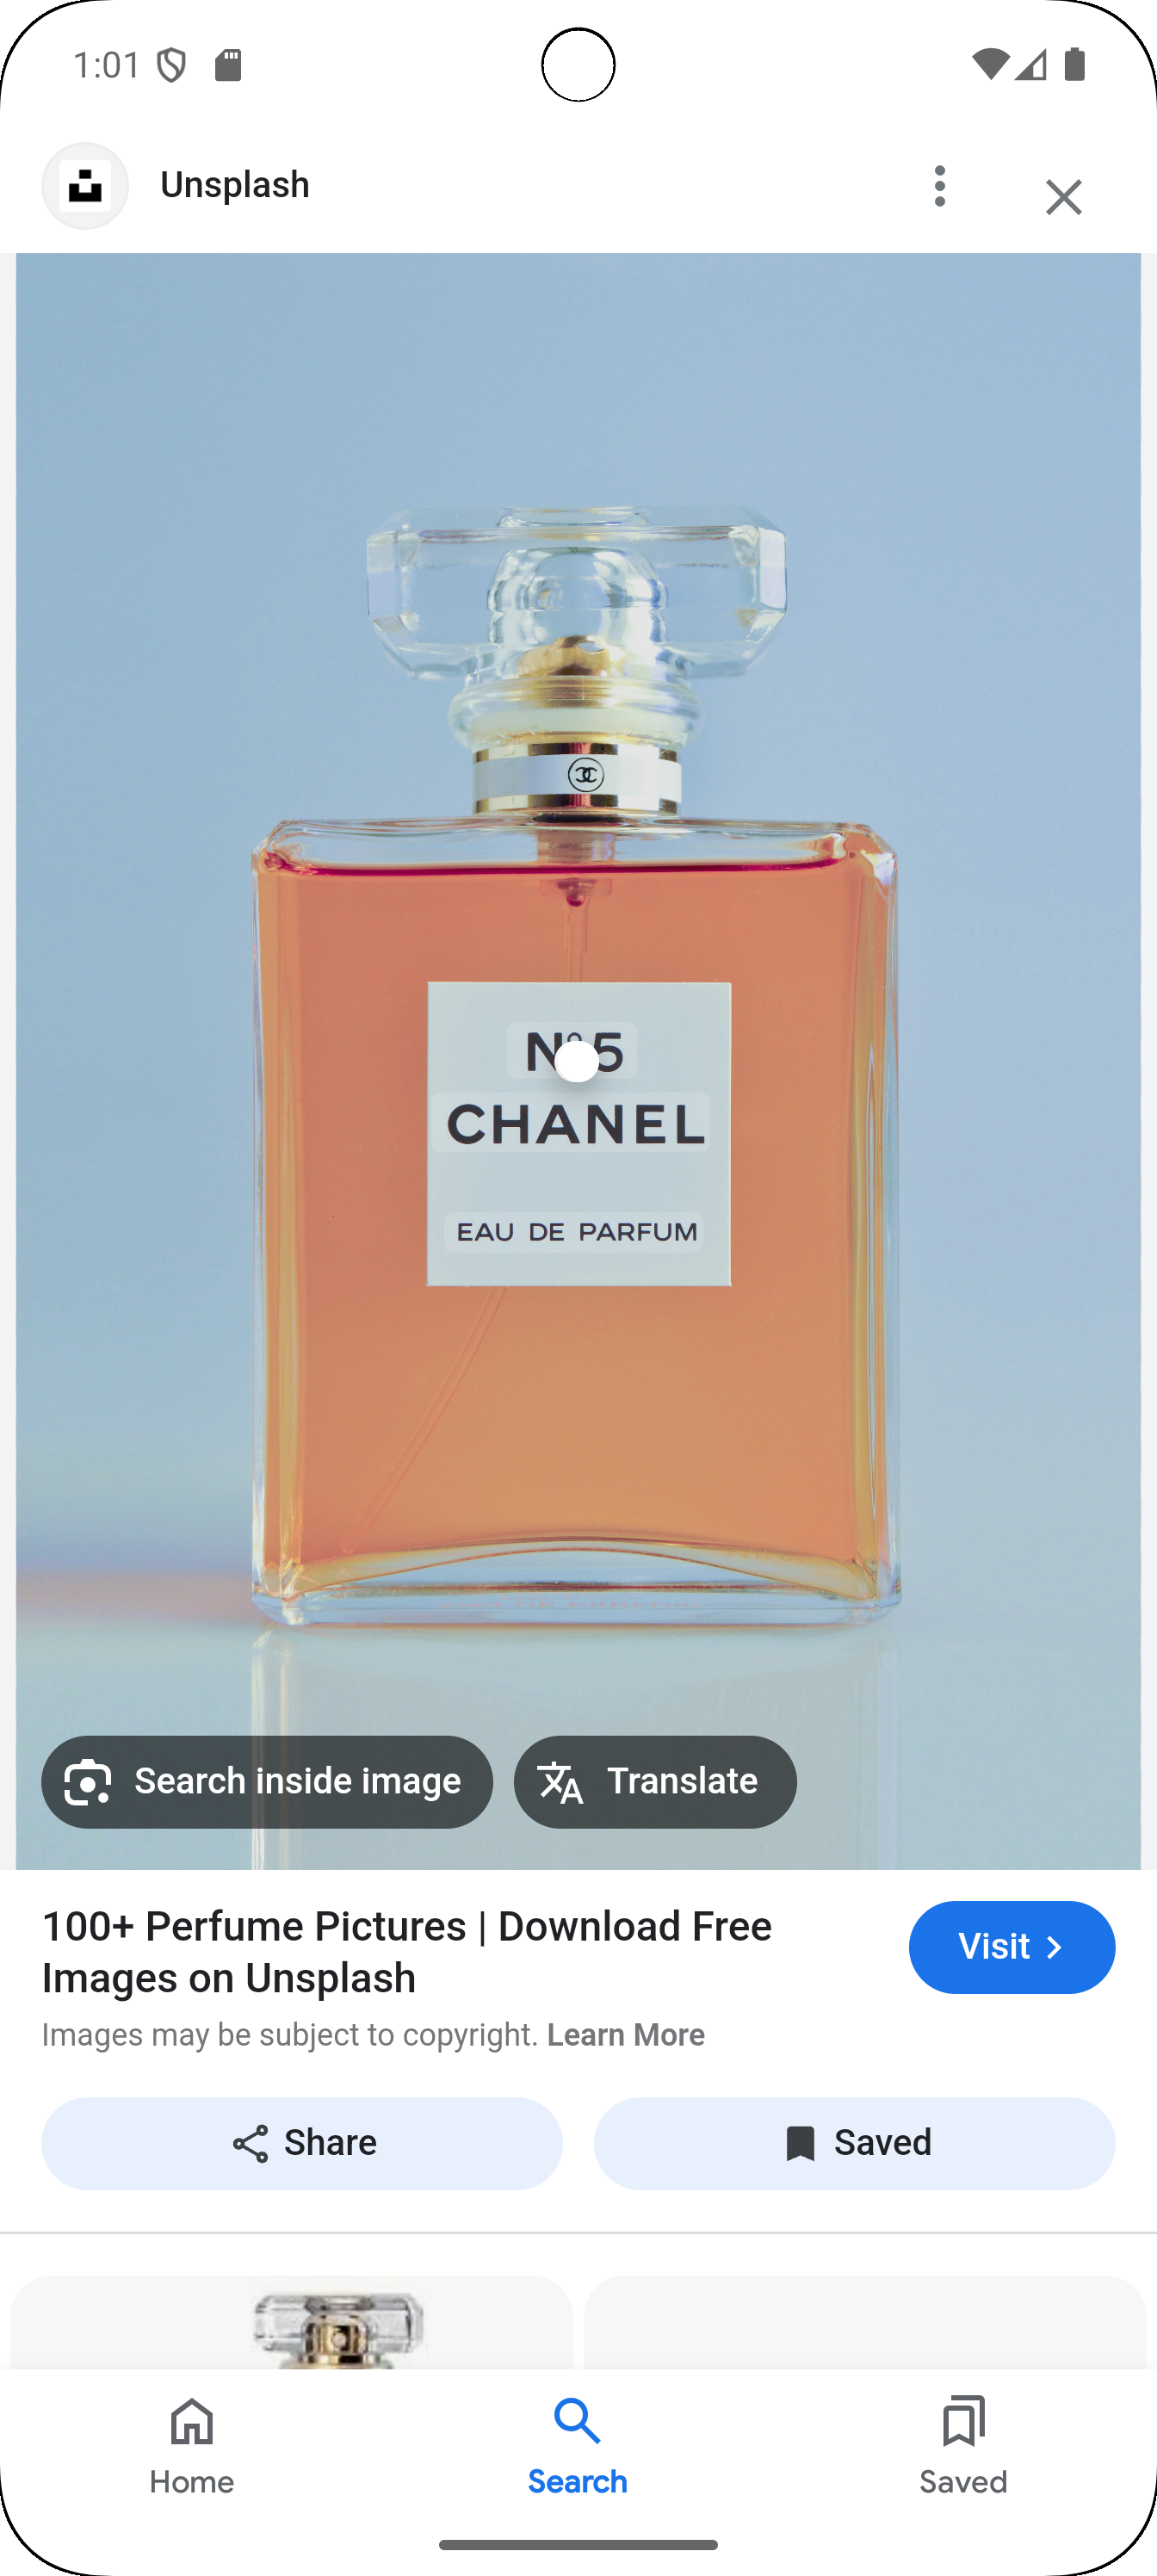 1:01
Unsplash
N°5
CHANEL
EAU DE PARFUM
Search inside image
Translate
100+ Perfume Pictures | Download Free
Images on Unsplash
Visit
Images may be subject to copyright. Learn More
Share
Saved
Home
Search
Saved